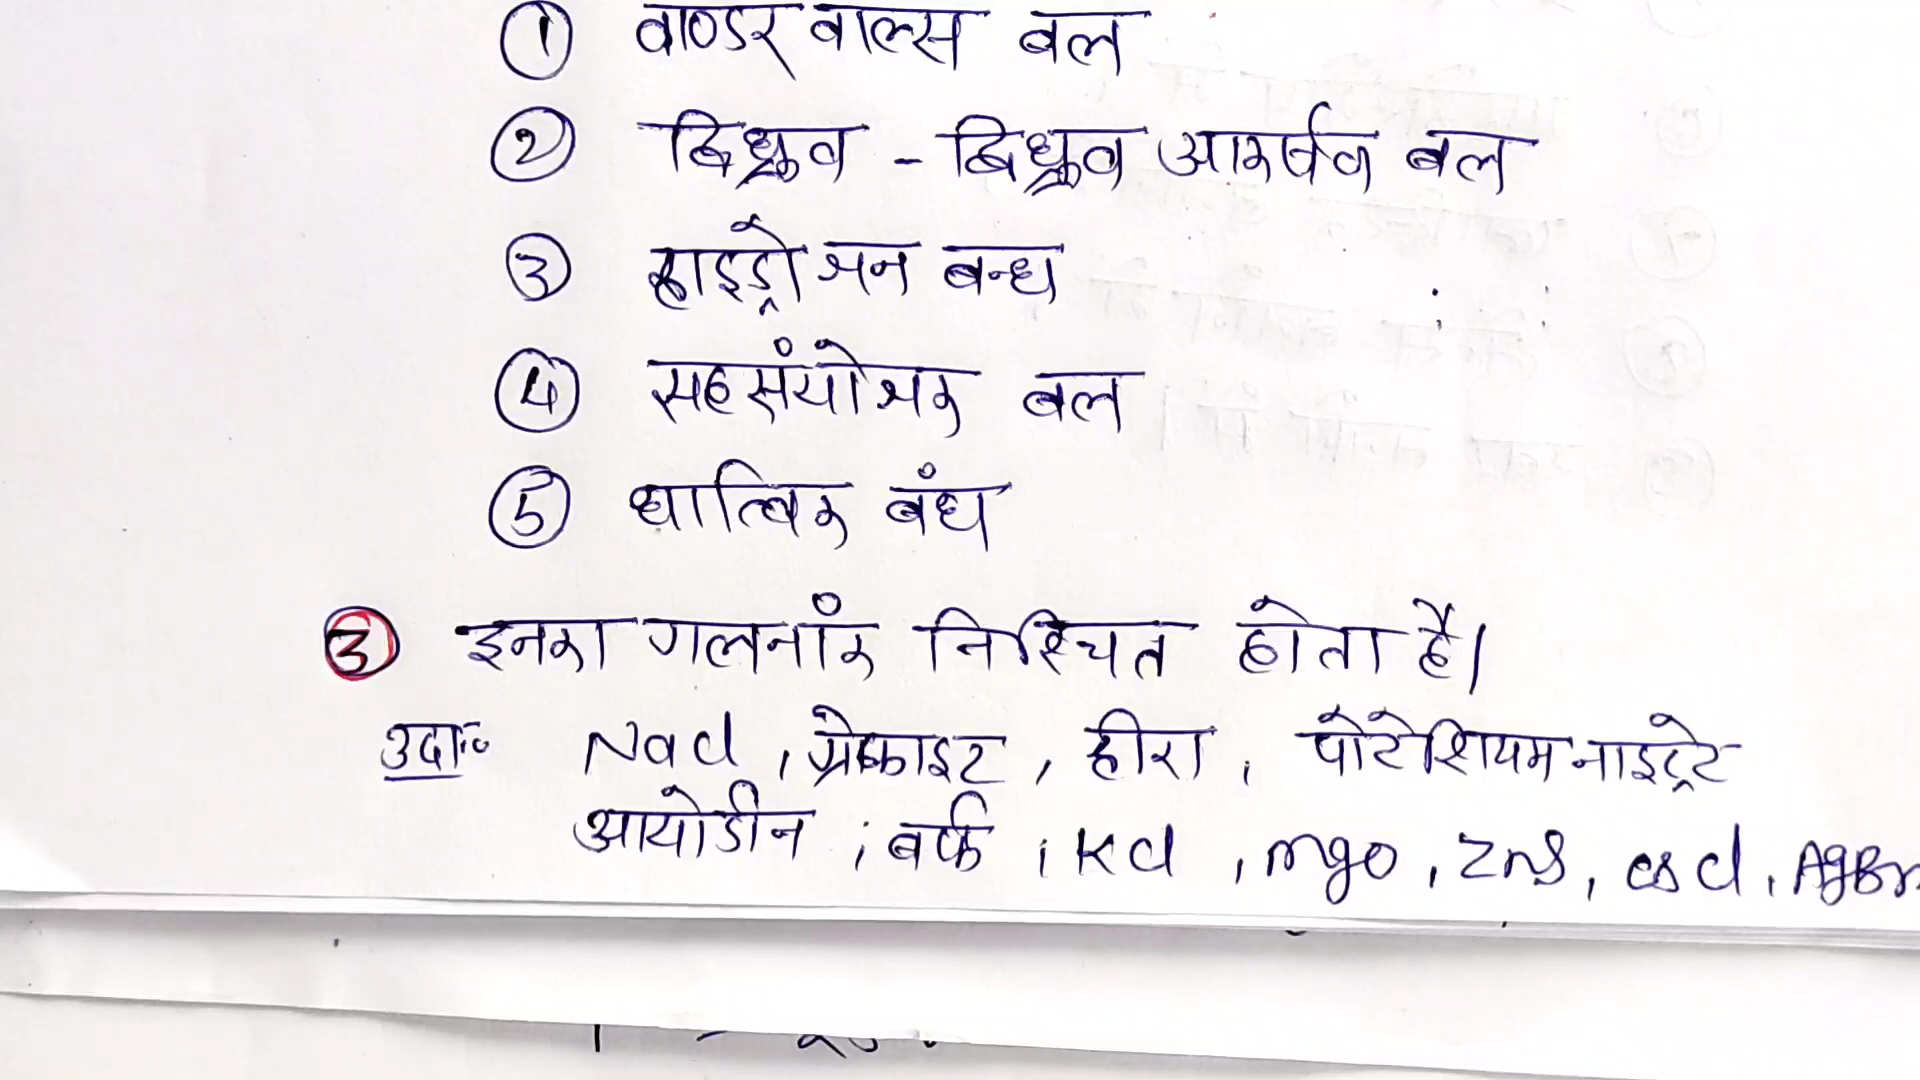 ① वाण्डर वाल्स बल
② द्विध्रुव - द्विध्रुव आकर्षण बल
③ हाइड्रोजन बन्ध
④ सहसंयोजक बल
⑤ धात्विक बंध
③ इनका गलनांक निश्चित होता है।
उदा॰ Nacl , ग्रेफाइट , हीरा , पोटेशियम नाइट्रेट
आयोडीन , बर्फ , Kcl , mgo , ZnS , cscl , AgBr